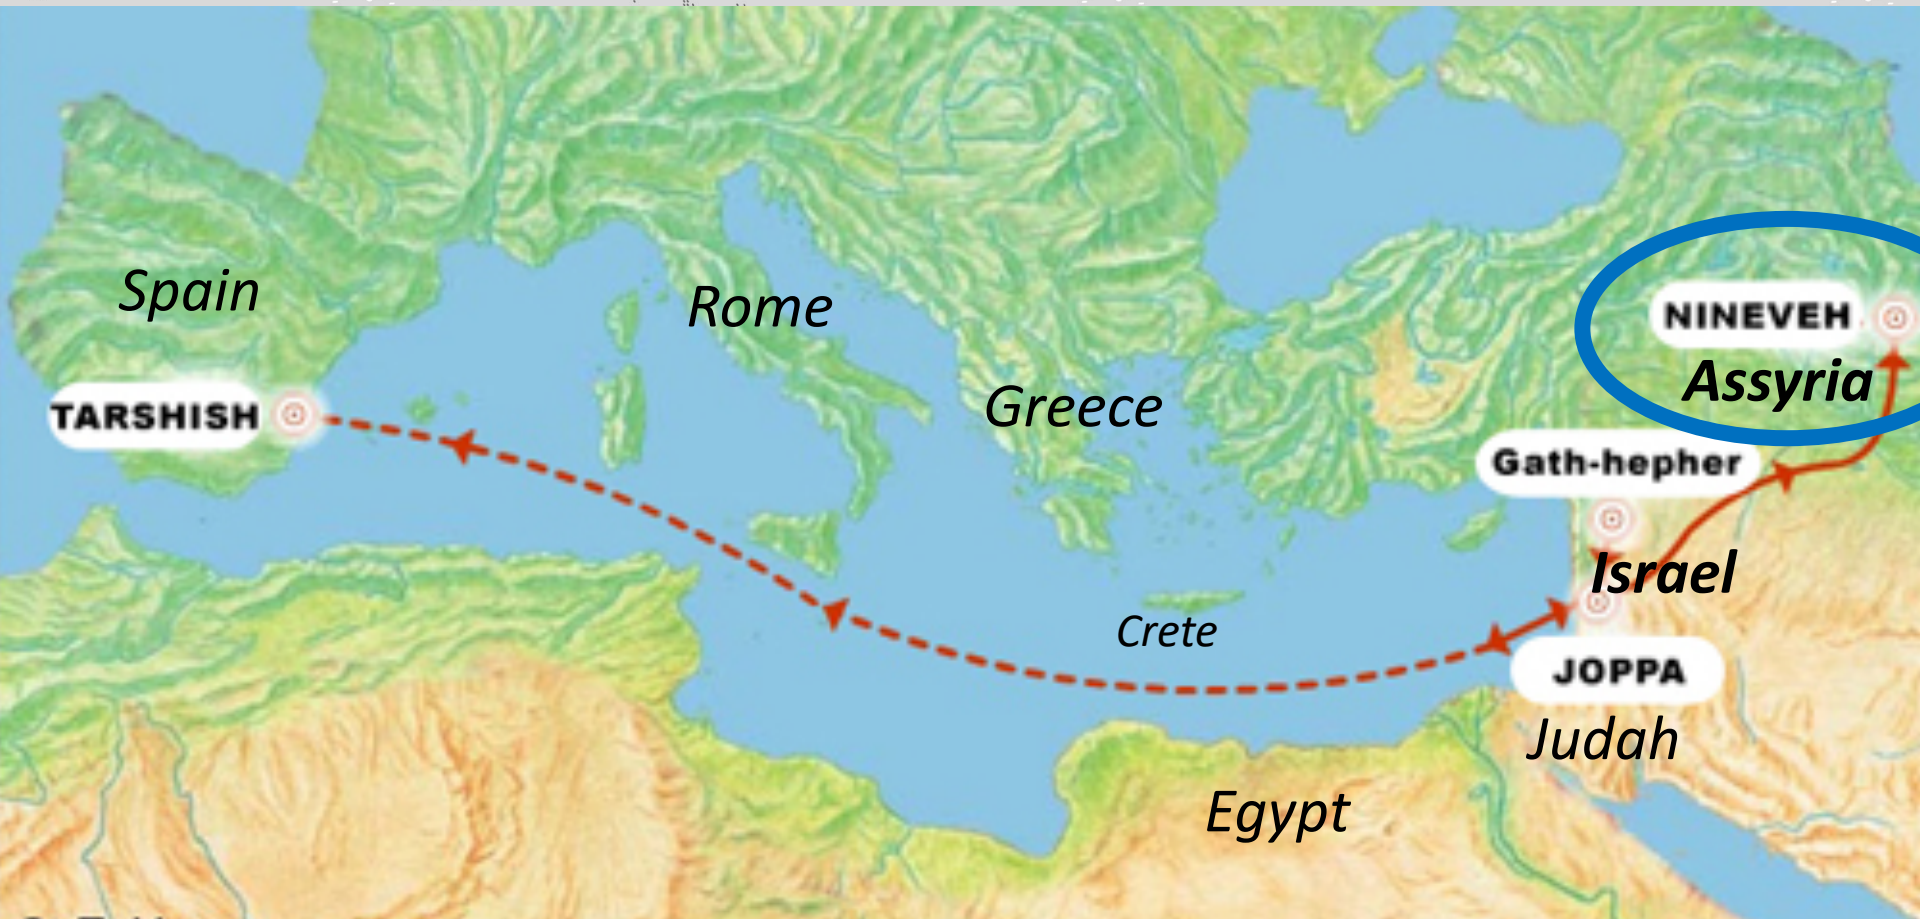 Spain
Rome
NINEVEH
Assyria
TARSHISH
Greece
Gath-hepher
Israel
Crete
JOPPA
Judah
Egypt